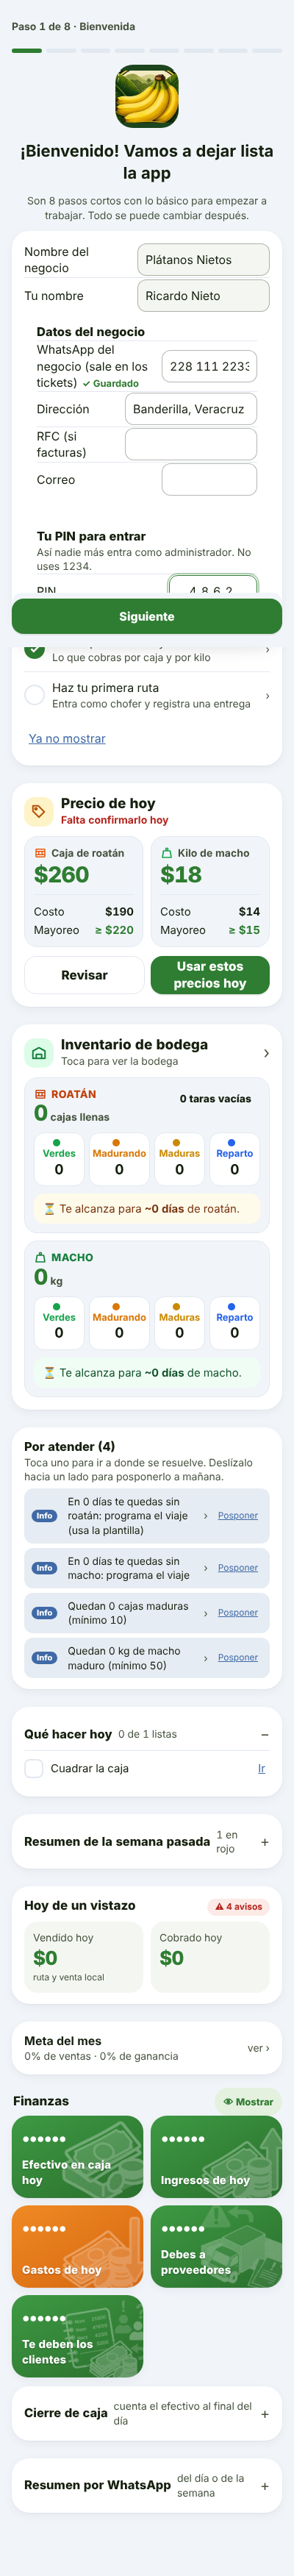 Paso 1 de 8 · Bienvenida
¡Bienvenido! Vamos a dejar lista
la app
Son 8 pasos cortos con lo básico para empezar a
trabajar. Todo se puede cambiar después.
Nombre del
negocio
Plátanos Nietos
Tu nombre
Ricardo Nieto
Datos del negocio
WhatsApp del
negocio (sale en los
tickets) ✓ Guardado
228 111 2233
Dirección
Banderilla, Veracruz
RFC (si
facturas)
Correo
Tu PIN para entrar
Así nadie más entra como administrador. No
uses 1234.
PIN
4 8 6 2
Siguiente
Lo que cobras por caja y por kilo
›
Haz tu primera ruta
Entra como chofer y registra una entrega
›
Ya no mostrar
Precio de hoy
Falta confirmarlo hoy
Caja de roatán
$260
Costo $190
Mayoreo ≥ $220
Kilo de macho
$18
Costo $14
Mayoreo ≥ $15
Revisar
Usar estos
precios hoy
Inventario de bodega
Toca para ver la bodega
›
ROATÁN
0 cajas llenas
0 taras vacías
Verdes
0
Madurando
0
Maduras
0
Reparto
0
⏳ Te alcanza para ~0 días de roatán.
MACHO
0 kg
Verdes
0
Madurando
0
Maduras
0
Reparto
0
⏳ Te alcanza para ~0 días de macho.
Por atender (4)
Toca uno para ir a donde se resuelve. Deslízalo
hacia un lado para posponerlo a mañana.
Info
En 0 días te quedas sin
roatán: programa el viaje
(usa la plantilla)
› Posponer
Info
En 0 días te quedas sin
macho: programa el viaje
› Posponer
Info
Quedan 0 cajas maduras
(mínimo 10)
› Posponer
Info
Quedan 0 kg de macho
maduro (mínimo 50)
› Posponer
Qué hacer hoy 0 de 1 listas −
Cuadrar la caja Ir
Resumen de la semana pasada 1 en
rojo
+
Hoy de un vistazo
⚠ 4 avisos
Vendido hoy
$0
ruta y venta local
Cobrado hoy
$0
Meta del mes
0% de ventas · 0% de ganancia
ver ›
Finanzas
Mostrar
••••••
Efectivo en caja
hoy
••••••
Ingresos de hoy
••••••
Gastos de hoy
••••••
Debes a
proveedores
••••••
Te deben los
clientes
Cierre de caja cuenta el efectivo al final del
día
+
Resumen por WhatsApp del día o de la
semana
+